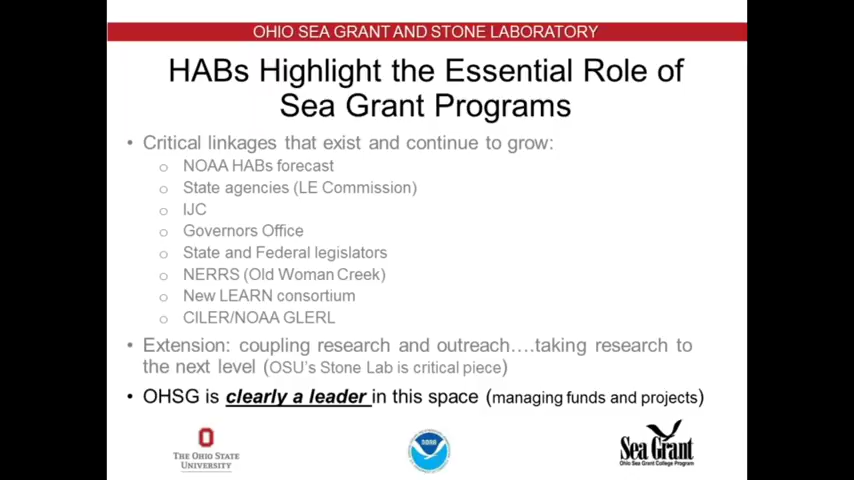 OHIO SEA GRANT AND STONE LABORATORY
HABs Highlight the Essential Role of
Sea Grant Programs
• Critical linkages that exist and continue to grow:
o NOAA HABs forecast
o State agencies (LE Commission)
o IJC
o Governors Office
o State and Federal legislators
o NERRS (Old Woman Creek)
o New LEARN consortium
o CILER/NOAA GLERL
• Extension: coupling research and outreach….taking research to
the next level (OSU's Stone Lab is critical piece)
• OHSG is clearly a leader in this space (managing funds and projects)
THE OHIO STATE
UNIVERSITY
NOAA
Sea Grant
Ohio Sea Grant College Program